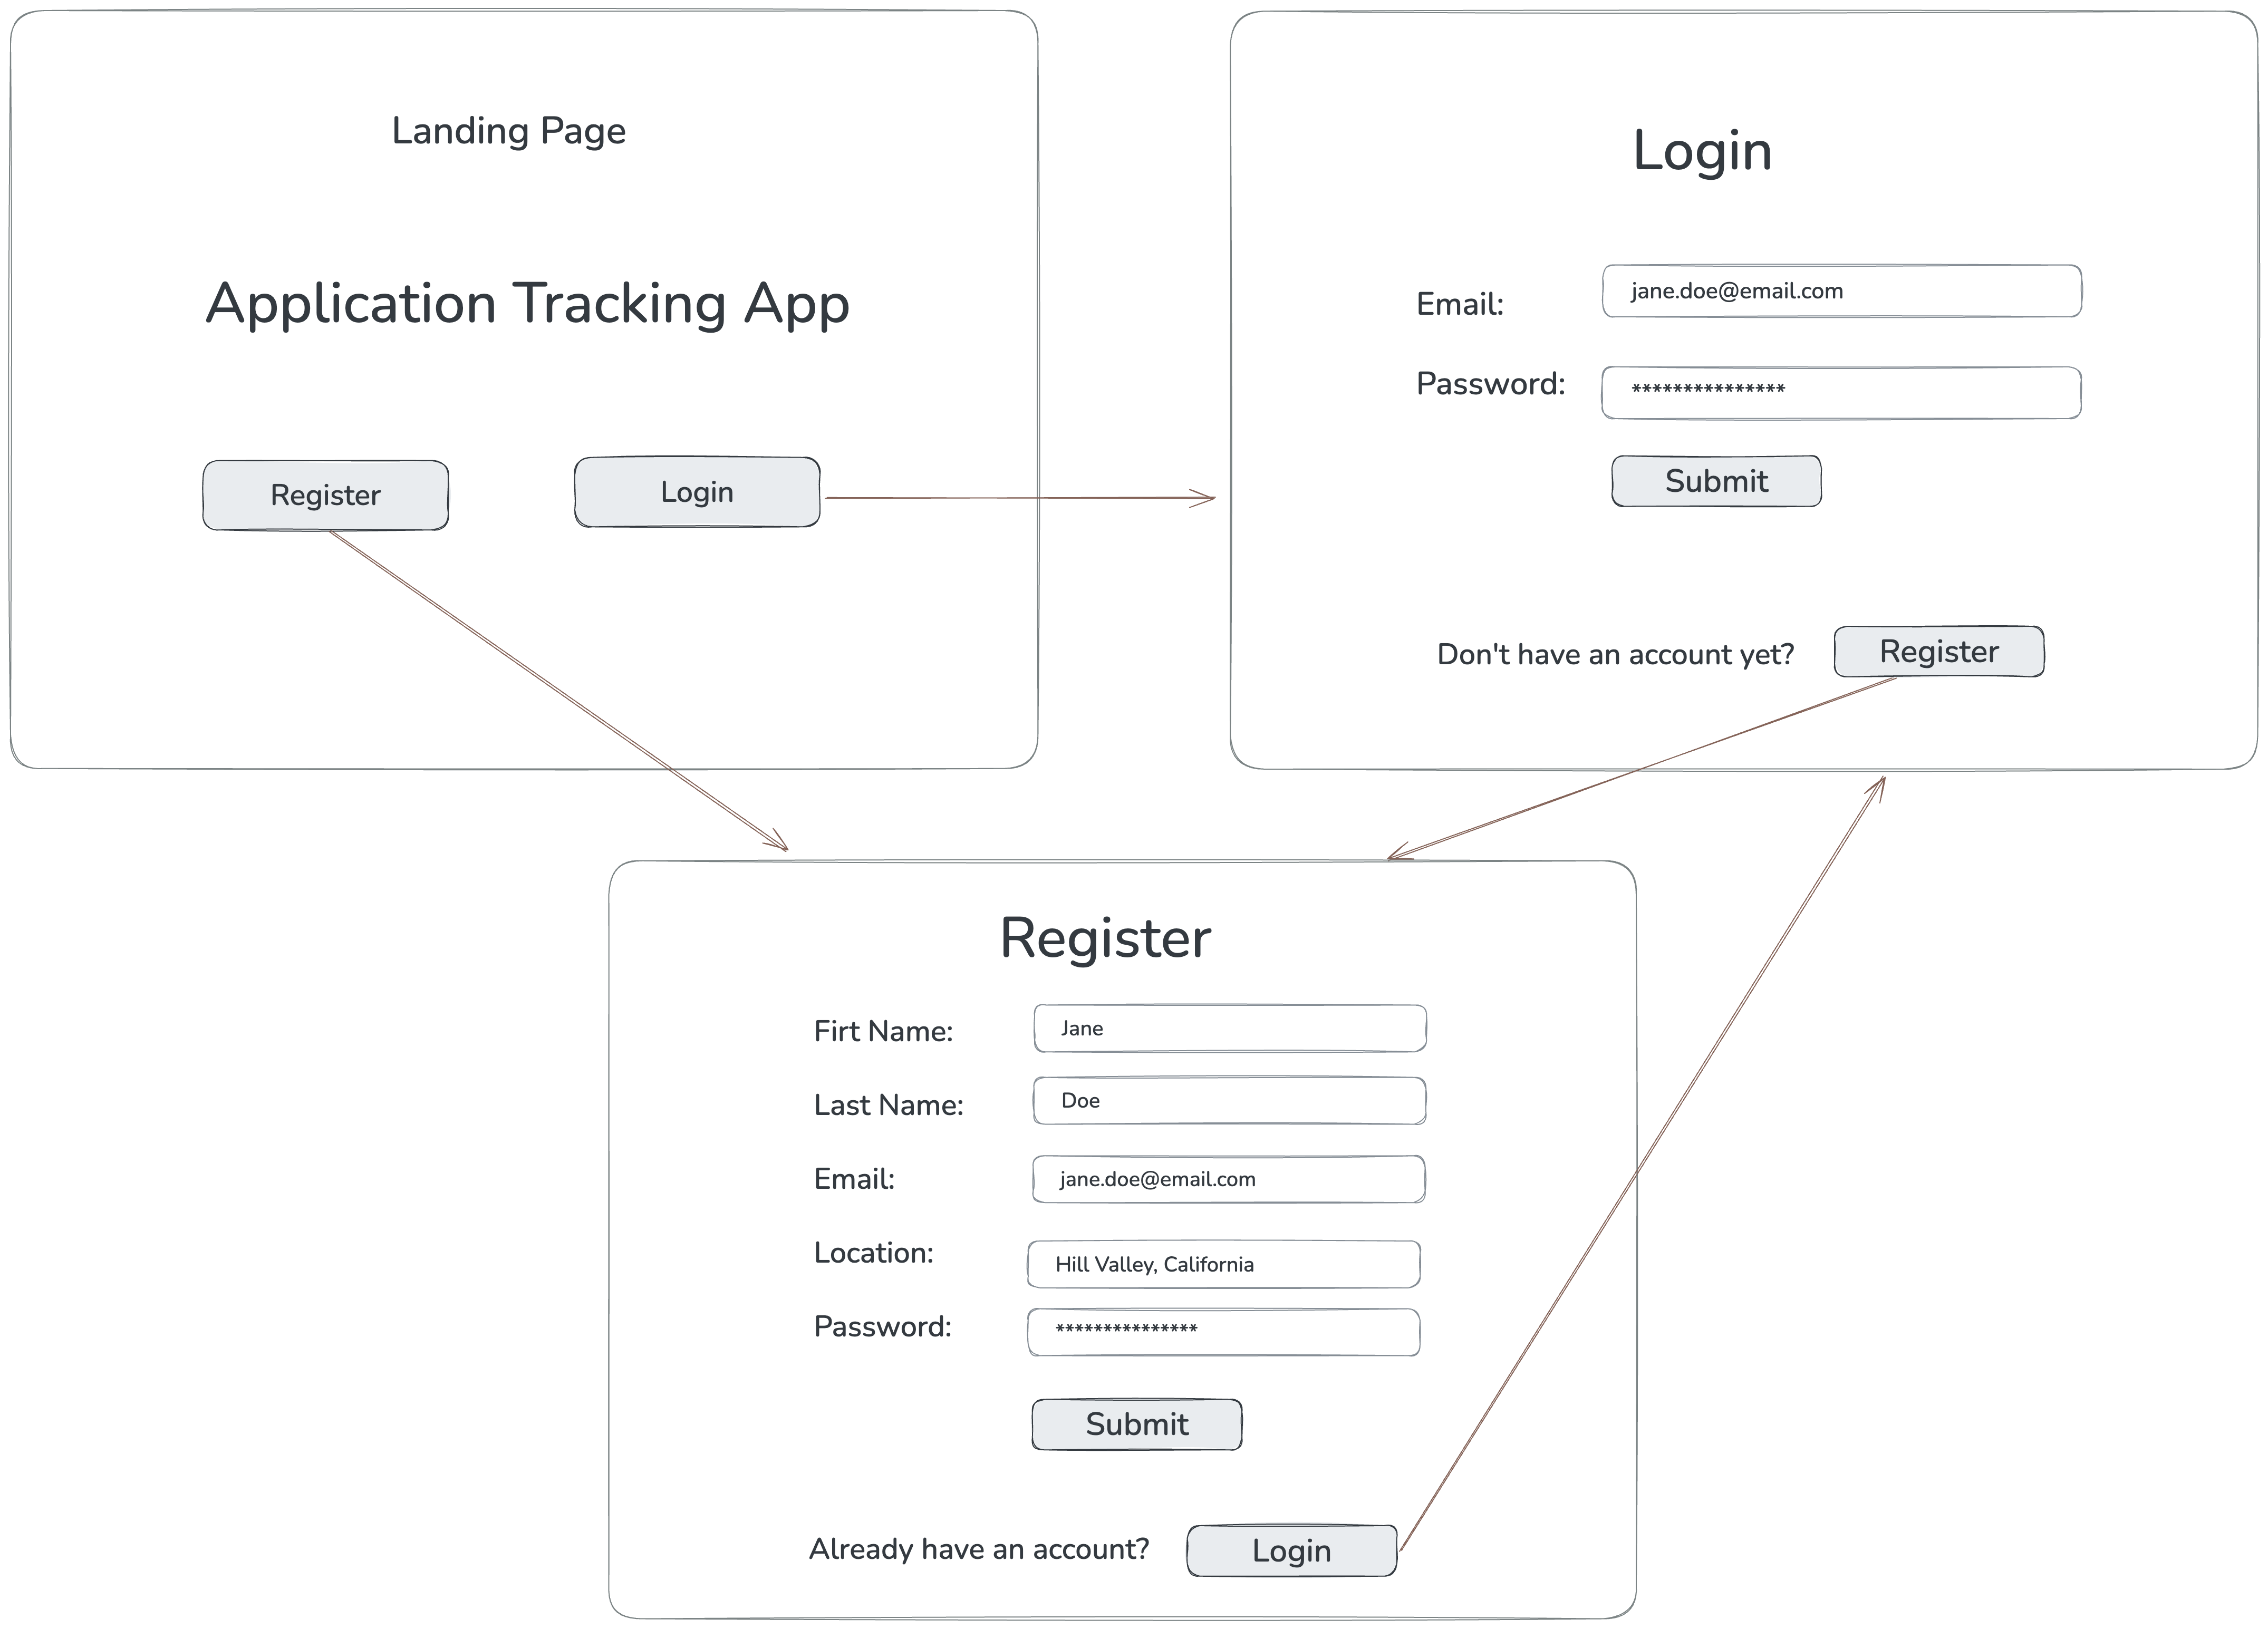 Landing Page
Application Tracking App
Register
Login
Login
Email:
jane.doe@email.com
Password:
***************
Submit
Don't have an account yet?
Register
Register
Firt Name:
Jane
Last Name:
Doe
Email:
jane.doe@email.com
Location:
Hill Valley, California
Password:
***************
Submit
Already have an account?
Login